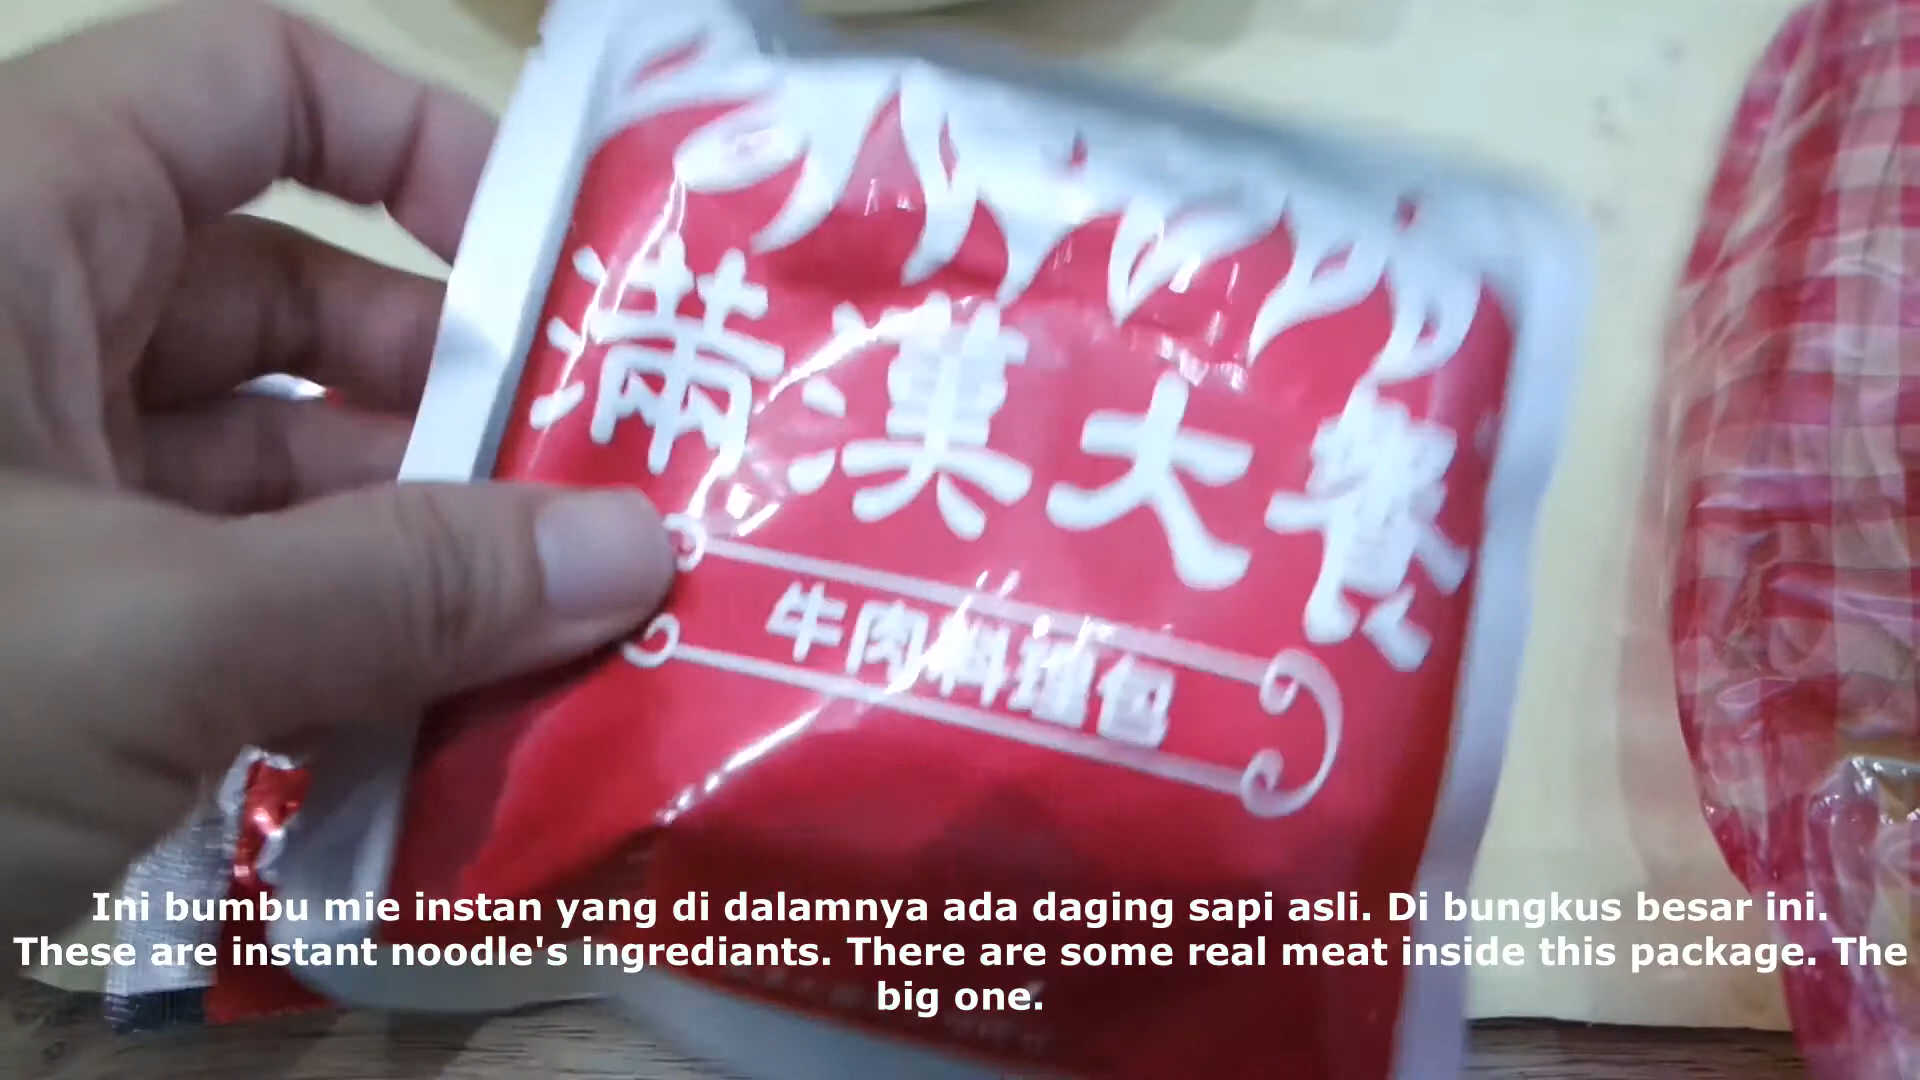 滿漢大餐
牛肉料理包
Ini bumbu mie instan yang di dalamnya ada daging sapi asli. Di bungkus besar ini.
These are instant noodle's ingrediants. There are some real meat inside this package. The
big one.